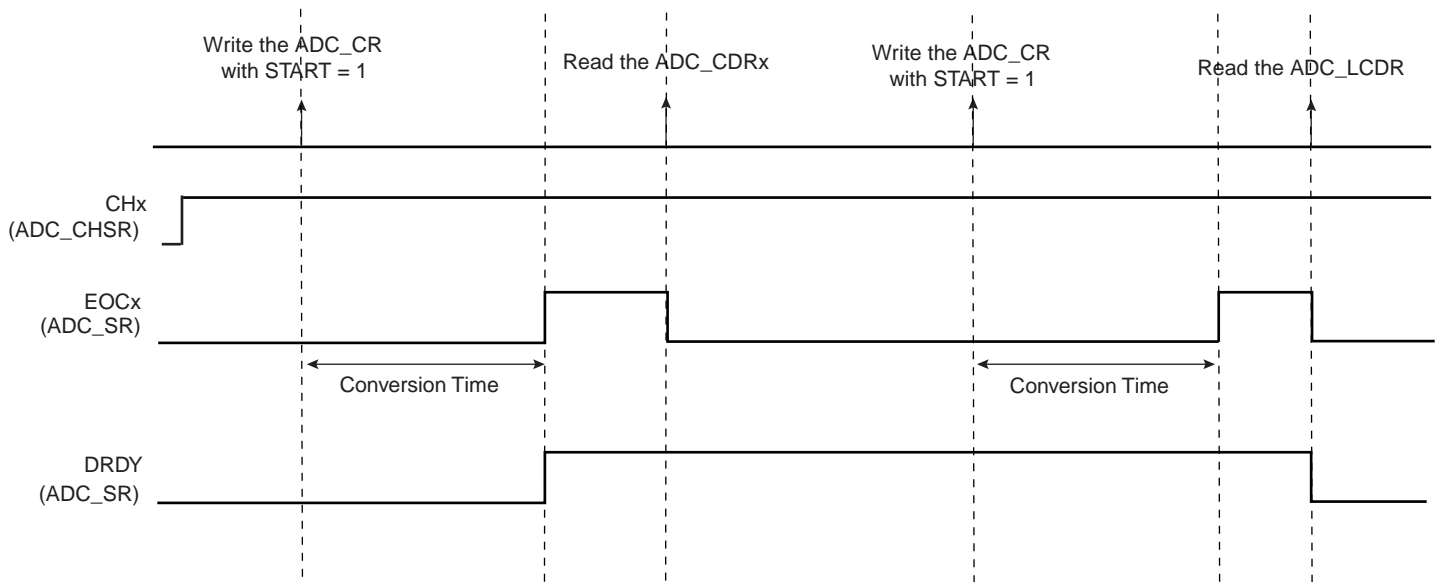 Write the ADC_CR
with START = 1
Read the ADC_CDRx
Write the ADC_CR
with START = 1
Read the ADC_LCDR
CHx
(ADC_CHSR)
EOCx
(ADC_SR)
Conversion Time
Conversion Time
DRDY
(ADC_SR)